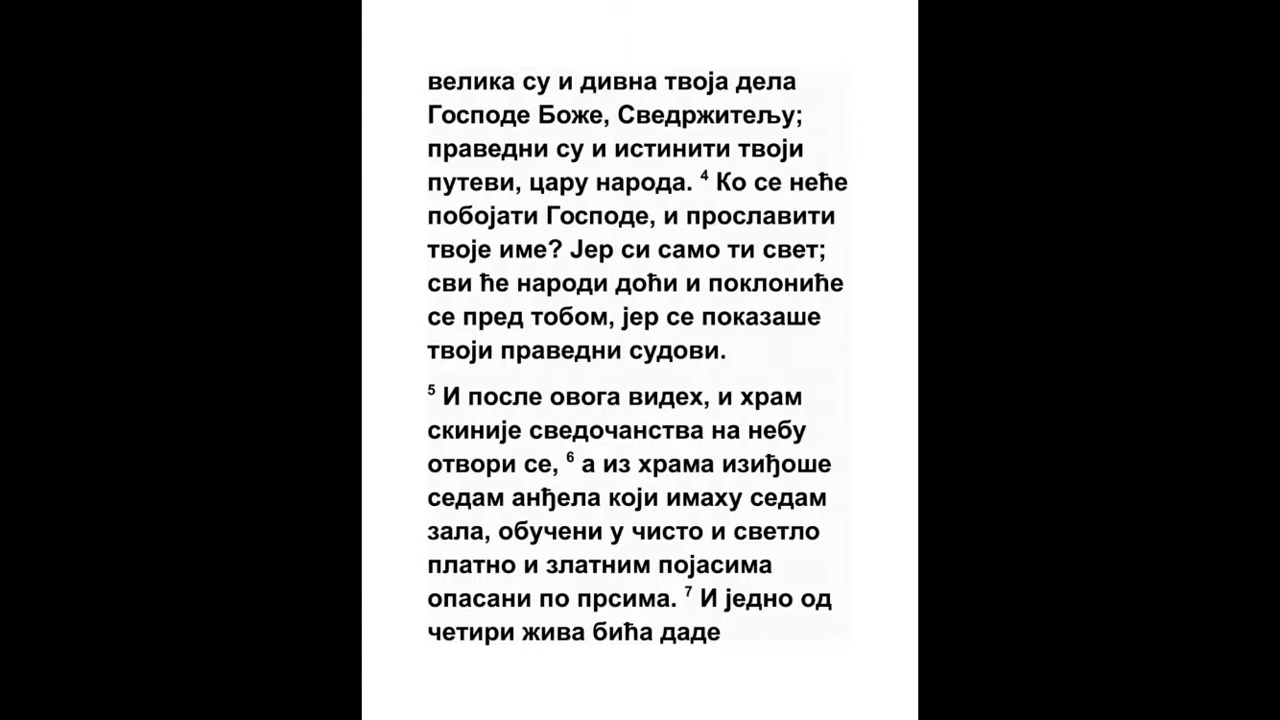 велика су и дивна твоја дела
Господе Боже, Сведржитељу;
праведни су и истинити твоји
путеви, цару народа. ⁴ Ко се неће
побојати Господе, и прославити
твоје име? Јер си само ти свет;
сви ће народи доћи и поклониће
се пред тобом, јер се показаше
твоји праведни судови.
⁵ И после овога видех, и храм
скиније сведочанства на небу
отвори се, ⁶ а из храма изиђоше
седам анђела који имаху седам
зала, обучени у чисто и светло
платно и златним појасима
опасани по прсима. ⁷ И једно од
четири жива бића даде